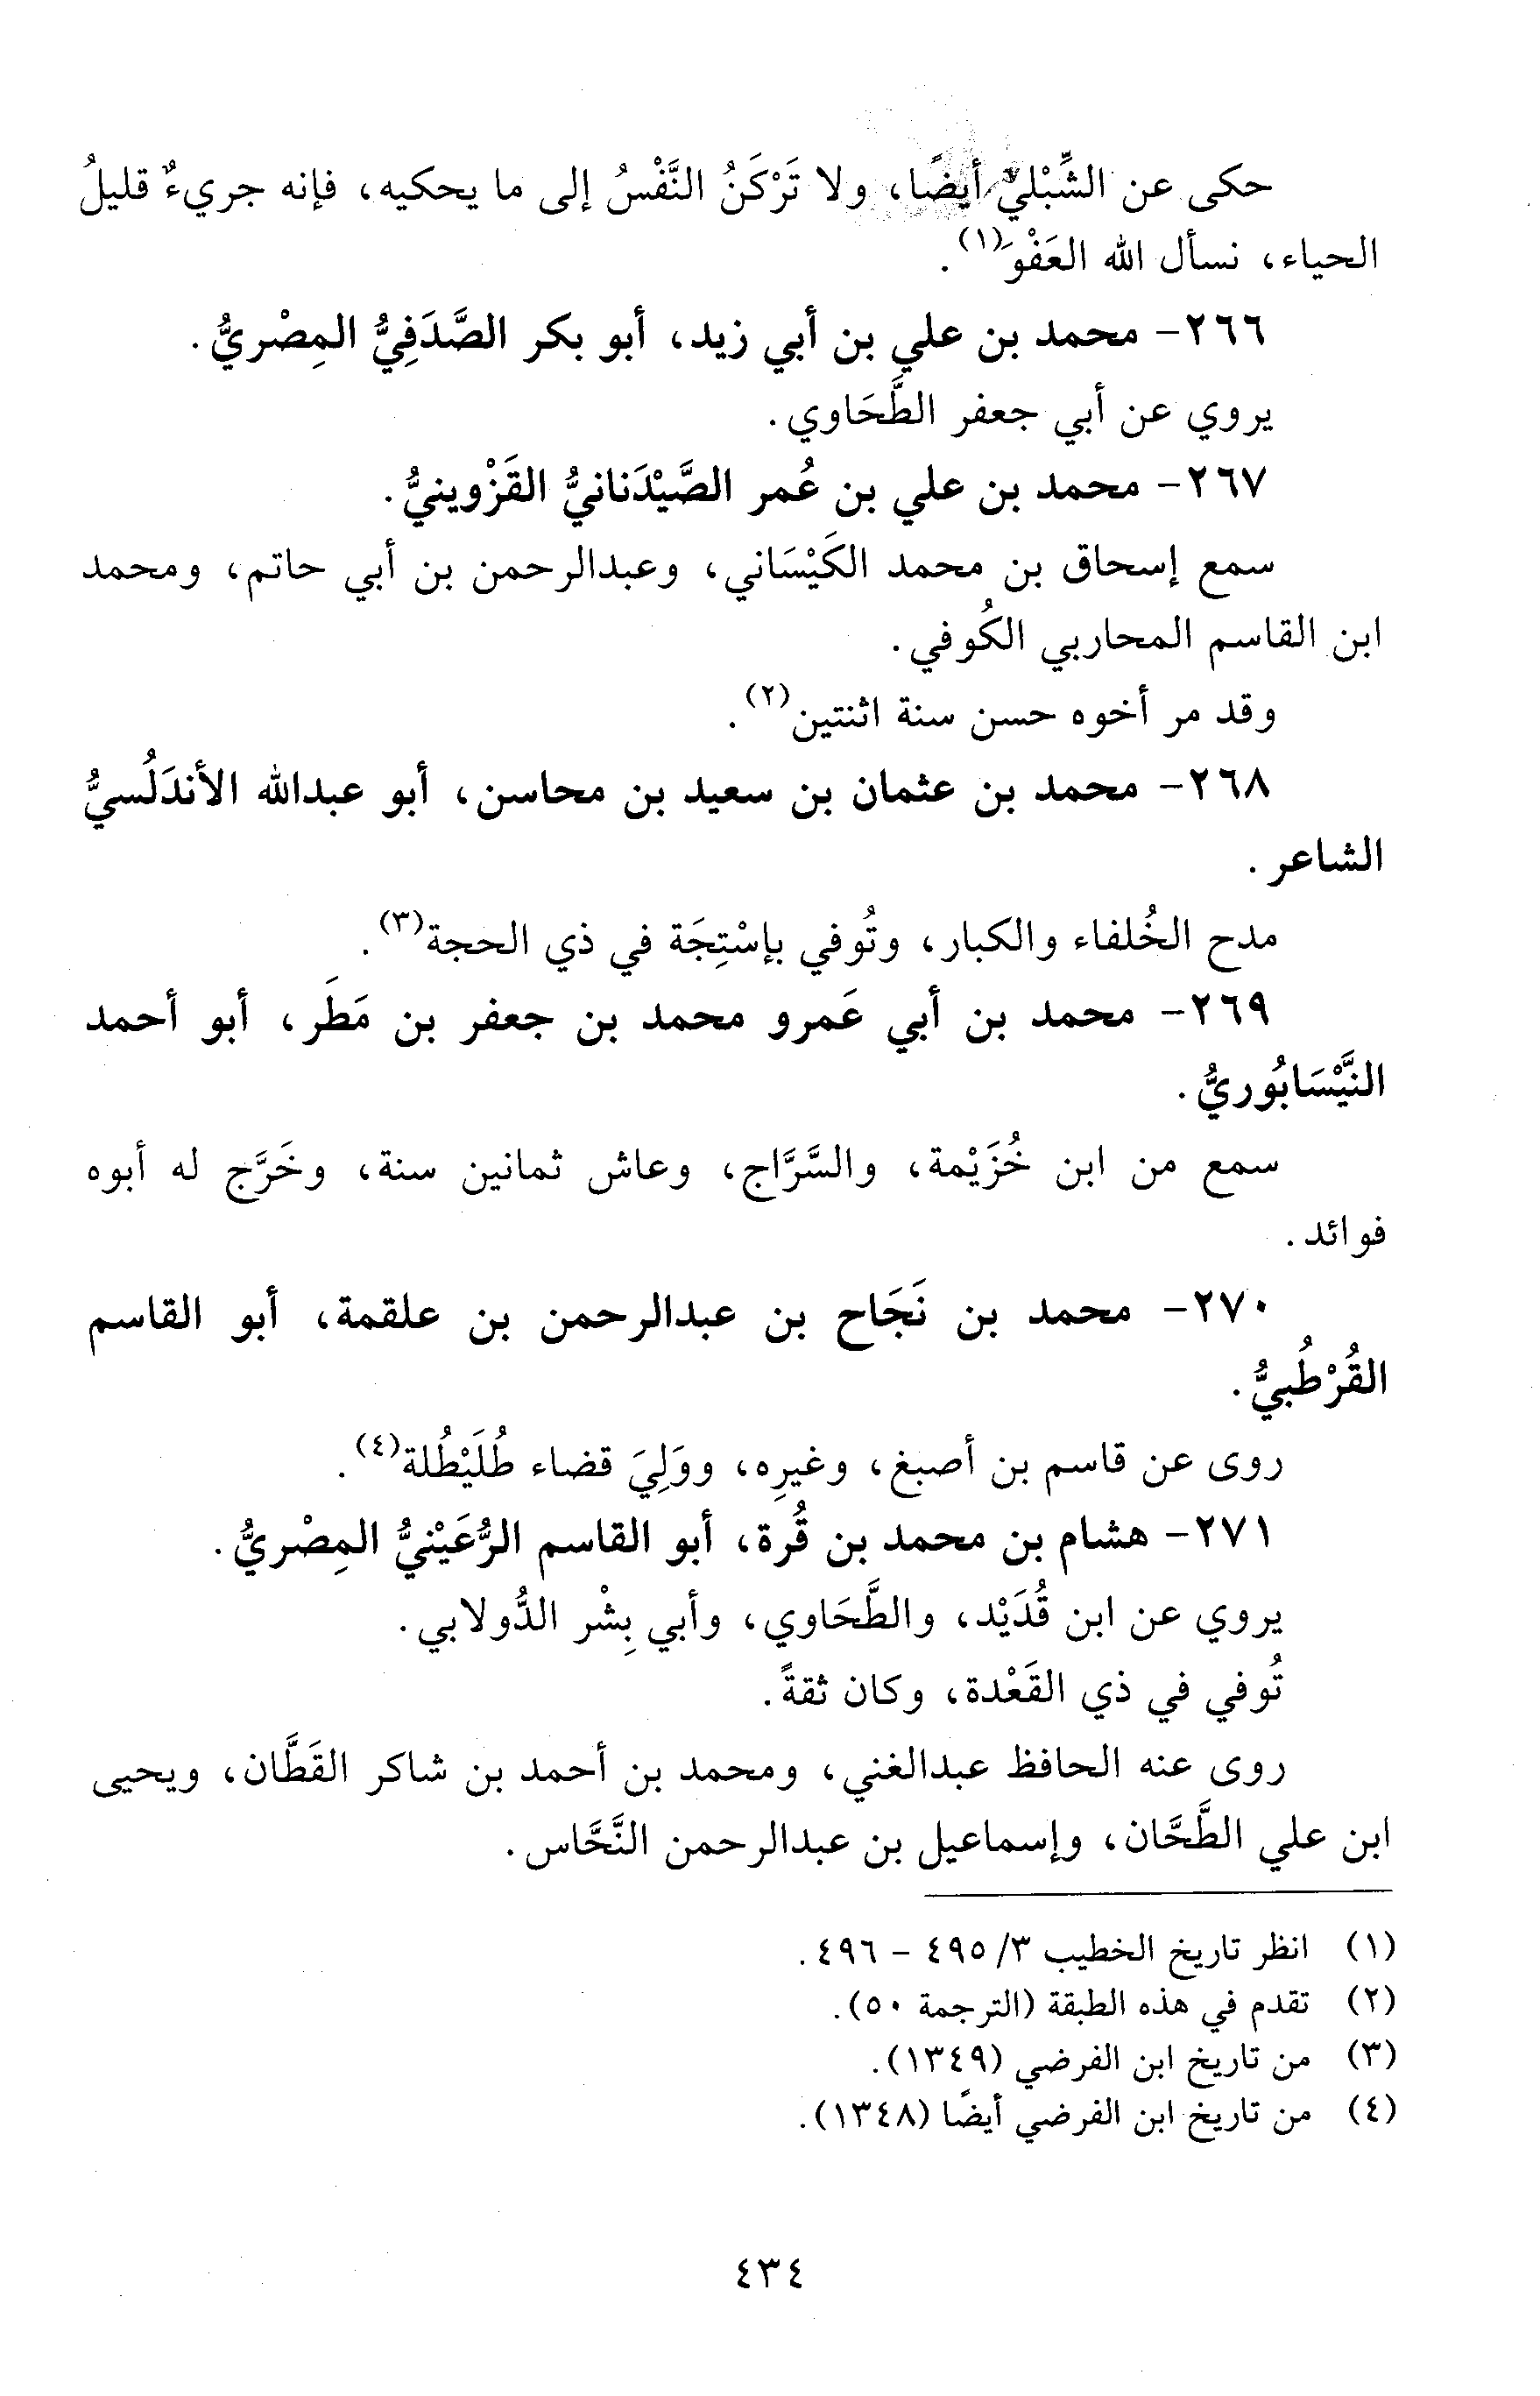 حكى عن الشِّبْليِّ أيضًا، ولا تَرْكَنُ النَّفْسُ إلى ما يحكيه، فإنه جريءٌ قليلُ
الحياء، نسأل الله العَفْوَ(١).
٢٦٦- محمد بن علي بن أبي زيد، أبو بكر الصَّدَفِيُّ المِصْريُّ.
يروي عن أبي جعفر الطَّحَاوي.
٢٦٧- محمد بن علي بن عُمر الصَّيْدَنانيُّ القَزْوينيُّ.
سمع إسحاق بن محمد الكَيْسَاني، وعبدالرحمن بن أبي حاتم، ومحمد
ابن القاسم المحاربي الكُوفي.
وقد مر أخوه حسن سنة اثنتين(٢).
٢٦٨- محمد بن عثمان بن سعيد بن محاسن، أبو عبدالله الأندَلُسيُّ
الشاعر.
مدح الخُلفاء والكبار، وتُوفي بإسْتِجَة في ذي الحجة(٣).
٢٦٩- محمد بن أبي عَمرو محمد بن جعفر بن مَطَر، أبو أحمد
النَّيْسَابُوريُّ.
سمع من ابن خُزَيْمة، والسَّرَّاج، وعاش ثمانين سنة، وخَرَّج له أبوه
فوائد.
٢٧٠- محمد بن نَجَاح بن عبدالرحمن بن علقمة، أبو القاسم
القُرْطُبيُّ.
روى عن قاسم بن أصبغ، وغيرِه، ووَلِيَ قضاء طُلَيْطُلة(٤).
٢٧١- هشام بن محمد بن قُرة، أبو القاسم الرُّعَيْنيُّ المِصْريُّ.
يروي عن ابن قُدَيْد، والطَّحَاوي، وأبي بِشْر الدُّولابي.
تُوفي في ذي القَعْدة، وكان ثقةً.
روى عنه الحافظ عبدالغني، ومحمد بن أحمد بن شاكر القَطَّان، ويحيى
ابن علي الطَّحَّان، وإسماعيل بن عبدالرحمن النَّحَّاس.
(١) انظر تاريخ الخطيب ٣/ ٤٩٥ - ٤٩٦.
(٢) تقدم في هذه الطبقة (الترجمة ٥٠).
(٣) من تاريخ ابن الفرضي (١٣٤٩).
(٤) من تاريخ ابن الفرضي أيضًا (١٣٤٨).
٤٣٤